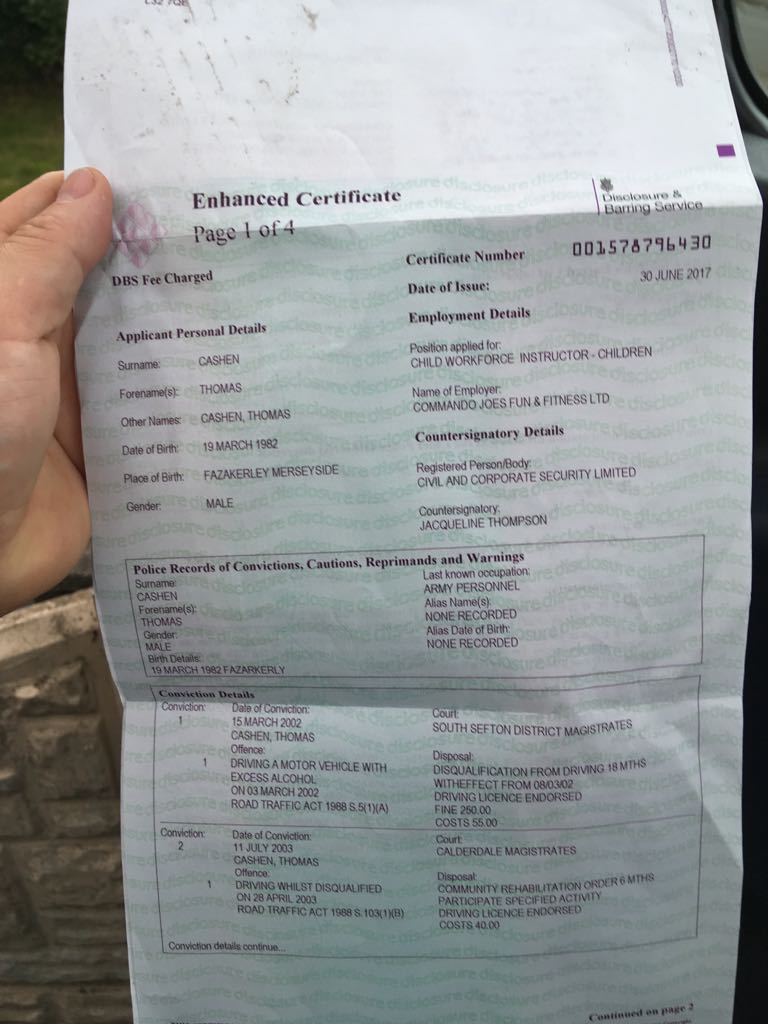 L32 7QE
Enhanced Certificate
Page 1 of 4
Disclosure &
Barring Service
DBS Fee Charged
Certificate Number 001578796430
Date of Issue: 30 JUNE 2017
Applicant Personal Details
Surname: CASHEN
Forename(s): THOMAS
Other Names: CASHEN, THOMAS
Date of Birth: 19 MARCH 1982
Place of Birth: FAZAKERLEY MERSEYSIDE
Gender: MALE
Employment Details
Position applied for:
CHILD WORKFORCE INSTRUCTOR - CHILDREN
Name of Employer:
COMMANDO JOES FUN & FITNESS LTD
Countersignatory Details
Registered Person/Body:
CIVIL AND CORPORATE SECURITY LIMITED
Countersignatory:
JACQUELINE THOMPSON
Police Records of Convictions, Cautions, Reprimands and Warnings
Surname:
CASHEN
Forename(s):
THOMAS
Gender:
MALE
Birth Details:
19 MARCH 1982 FAZARKERLY
Last known occupation:
ARMY PERSONNEL
Alias Name(s):
NONE RECORDED
Alias Date of Birth:
NONE RECORDED
Conviction Details
Conviction:
1
Date of Conviction:
15 MARCH 2002
CASHEN, THOMAS
Offence:
1 DRIVING A MOTOR VEHICLE WITH
EXCESS ALCOHOL
ON 03 MARCH 2002
ROAD TRAFFIC ACT 1988 S.5(1)(A)
Court:
SOUTH SEFTON DISTRICT MAGISTRATES
Disposal:
DISQUALIFICATION FROM DRIVING 18 MTHS
WITHEFFECT FROM 08/03/02
DRIVING LICENCE ENDORSED
FINE 250.00
COSTS 55.00
Conviction:
2
Date of Conviction:
11 JULY 2003
CASHEN, THOMAS
Offence:
1 DRIVING WHILST DISQUALIFIED
ON 28 APRIL 2003
ROAD TRAFFIC ACT 1988 S.103(1)(B)
Court:
CALDERDALE MAGISTRATES
Disposal:
COMMUNITY REHABILITATION ORDER 6 MTHS
PARTICIPATE SPECIFIED ACTIVITY
DRIVING LICENCE ENDORSED
COSTS 40.00
Conviction details continue...
Continued on page 2